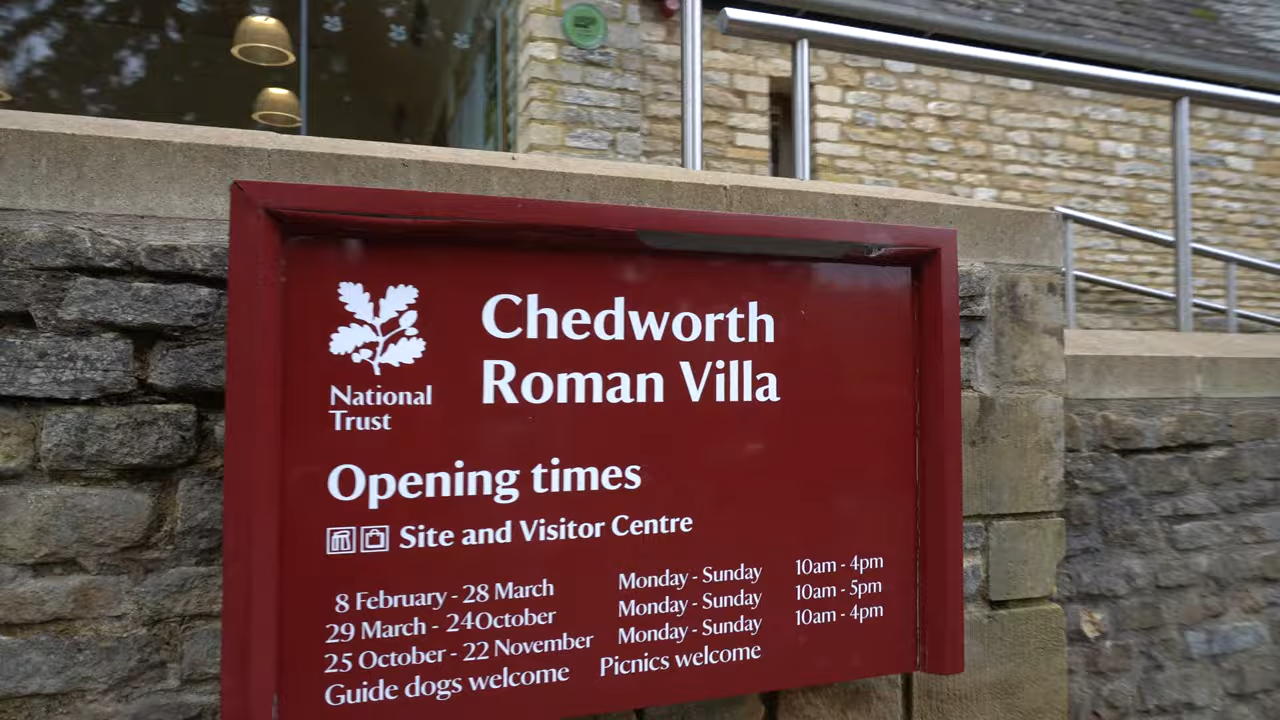 National
Trust
Chedworth
Roman Villa
Opening times
Site and Visitor Centre
8 February - 28 March Monday - Sunday 10am - 4pm
29 March - 24October Monday - Sunday 10am - 5pm
25 October - 22 November Monday - Sunday 10am - 4pm
Guide dogs welcome Picnics welcome